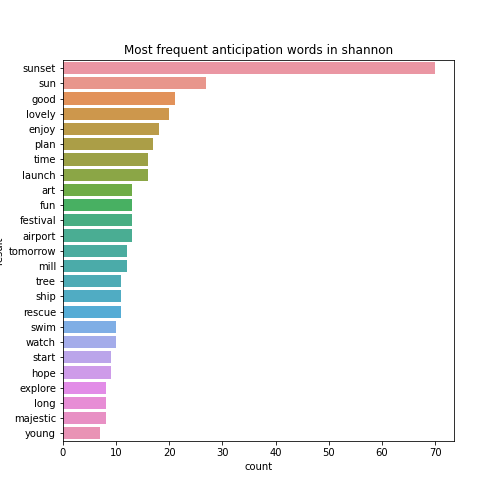 Most frequent anticipation words in shannon
sunset
sun
good
lovely
enjoy
plan
time
launch
art
fun
festival
airport
tomorrow
mill
tree
ship
rescue
swim
watch
start
hope
explore
long
majestic
young
0 10 20 30 40 50 60 70
count